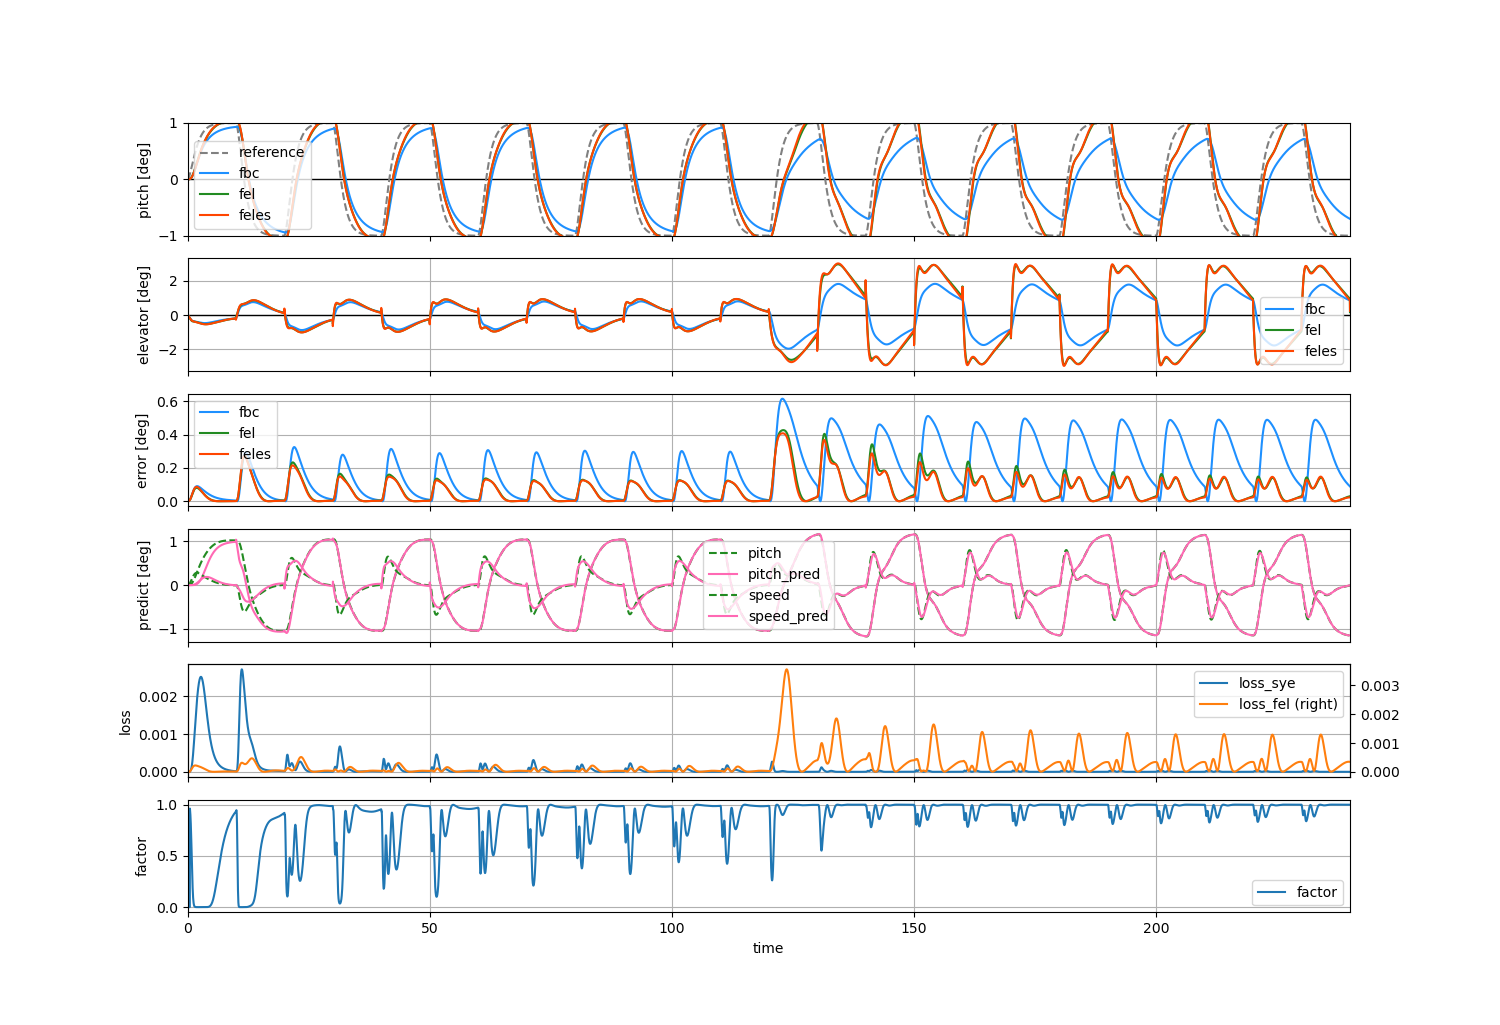 1
0
−1
pitch [deg]
reference
fbc
fel
feles
2
0
−2
elevator [deg]
fbc
fel
feles
0.6
0.4
0.2
0.0
error [deg]
fbc
fel
feles
1
0
−1
predict [deg]
pitch
pitch_pred
speed
speed_pred
0.002
0.001
0.000
loss
loss_sye
loss_fel (right)
0.003
0.002
0.001
0.000
1.0
0.5
0.0
factor
factor
0 50 100 150 200
time